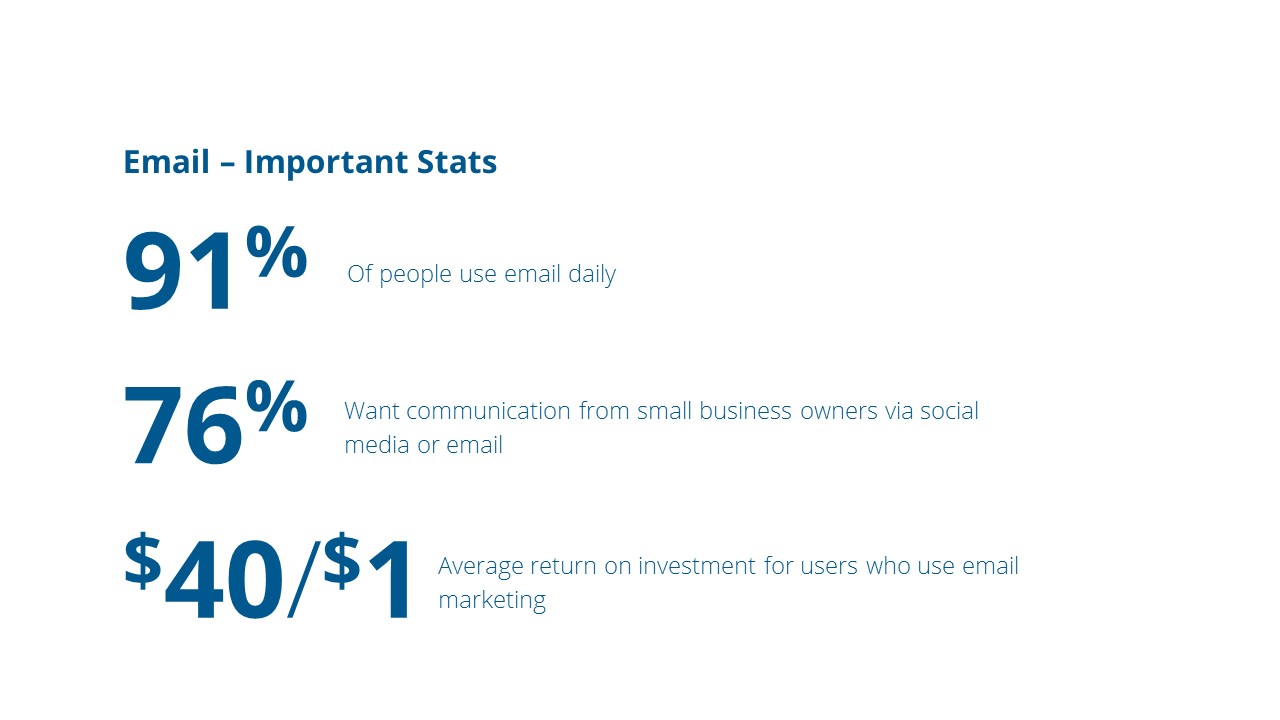 Email – Important Stats
91% Of people use email daily
76% Want communication from small business owners via social
media or email
$40/$1 Average return on investment for users who use email
marketing